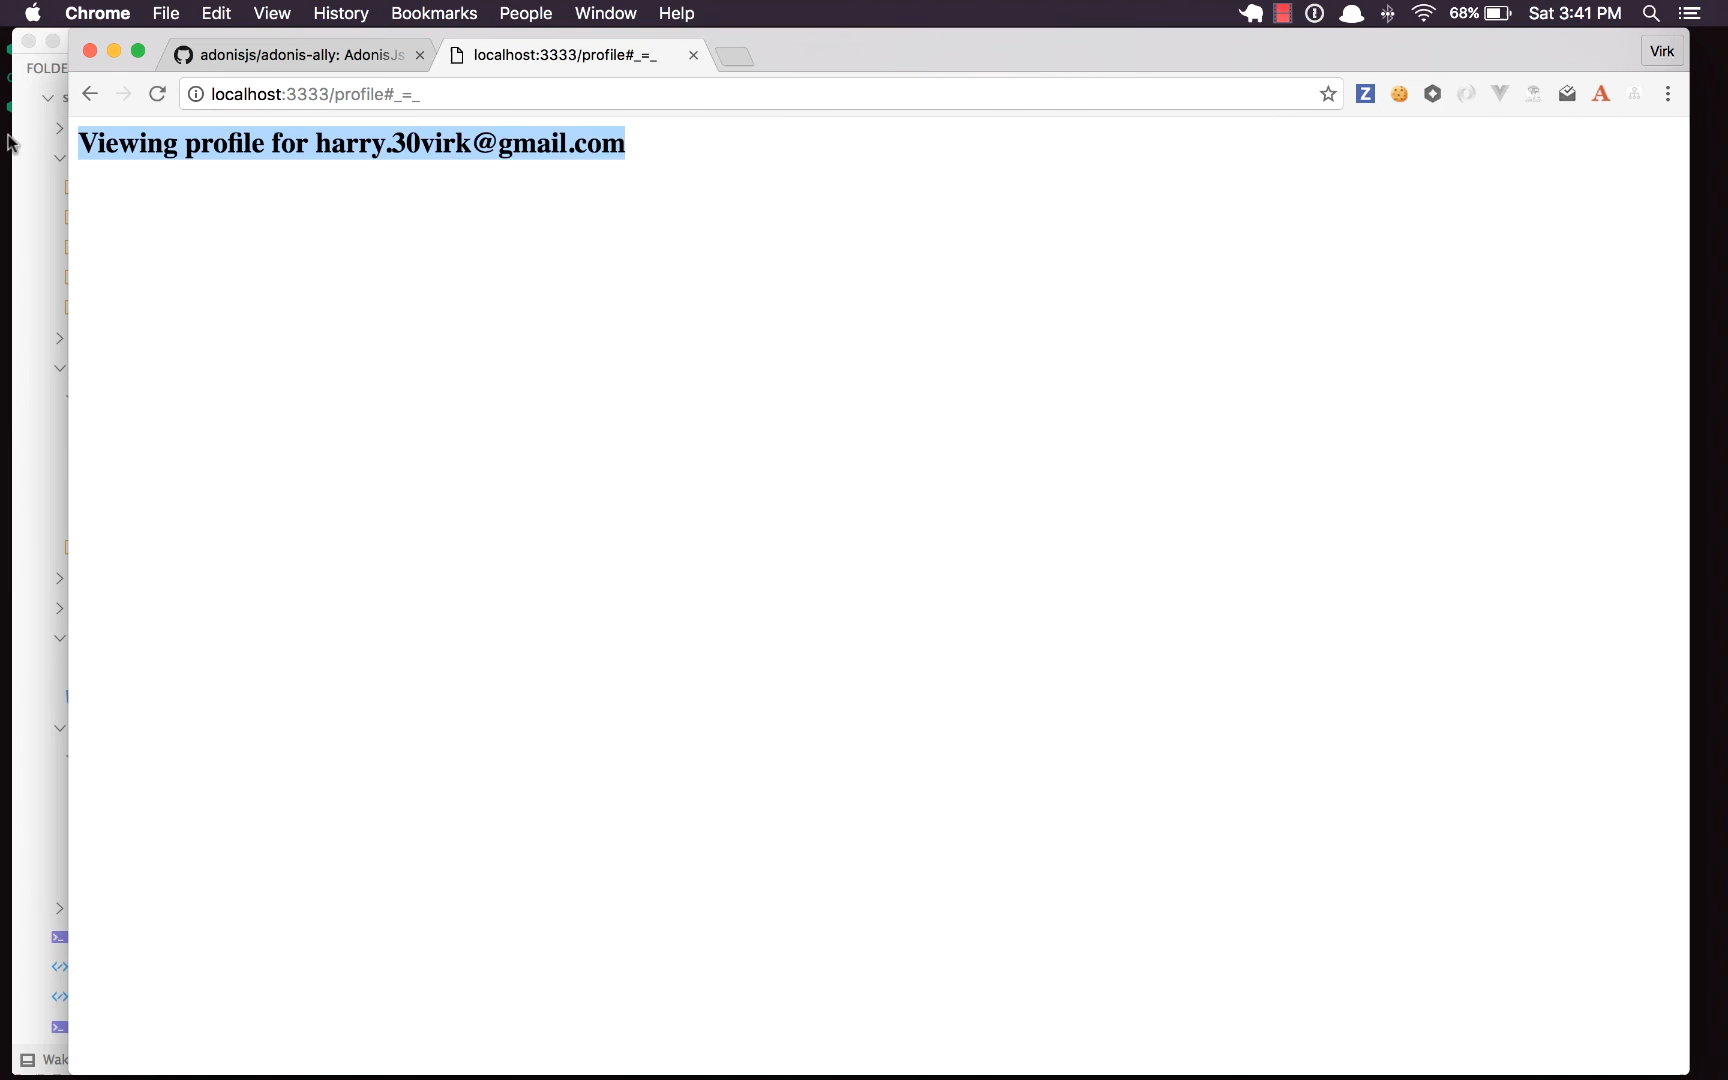 Chrome File Edit View History Bookmarks People Window Help 68% Sat 3:41 PM
FOLDE
adonisjs/adonis-ally: AdonisJs
localhost:3333/profile#_=_
Virk
localhost:3333/profile#_=_
Viewing profile for harry.30virk@gmail.com
Wak